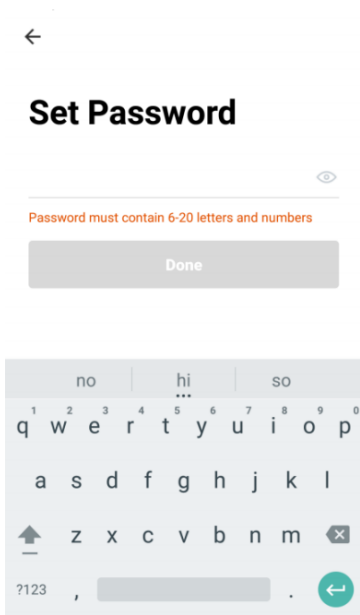 Set Password
Password must contain 6-20 letters and numbers
Done
no hi so
1 2 3 4 5 6 7 8 9 0
q w e r t y u i o p
a s d f g h j k l
z x c v b n m
?123 , .